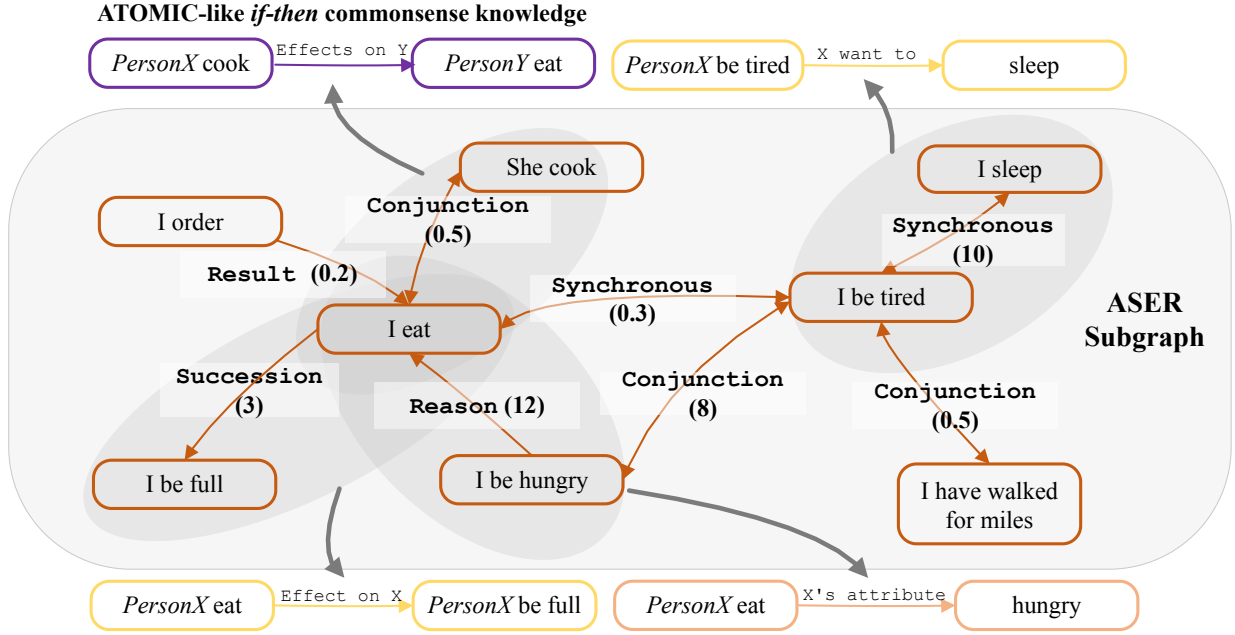 ATOMIC-like if-then commonsense knowledge
PersonX cook
Effects on Y
PersonY eat
PersonX be tired
X want to
sleep
She cook
I sleep
I order
Conjunction
(0.5)
Synchronous
(10)
Result (0.2)
Synchronous
(0.3)
I be tired
ASER
Subgraph
I eat
Succession
(3)
Reason (12)
Conjunction
(8)
Conjunction
(0.5)
I be full
I be hungry
I have walked
for miles
PersonX eat
Effect on X
PersonX be full
PersonX eat
X's attribute
hungry